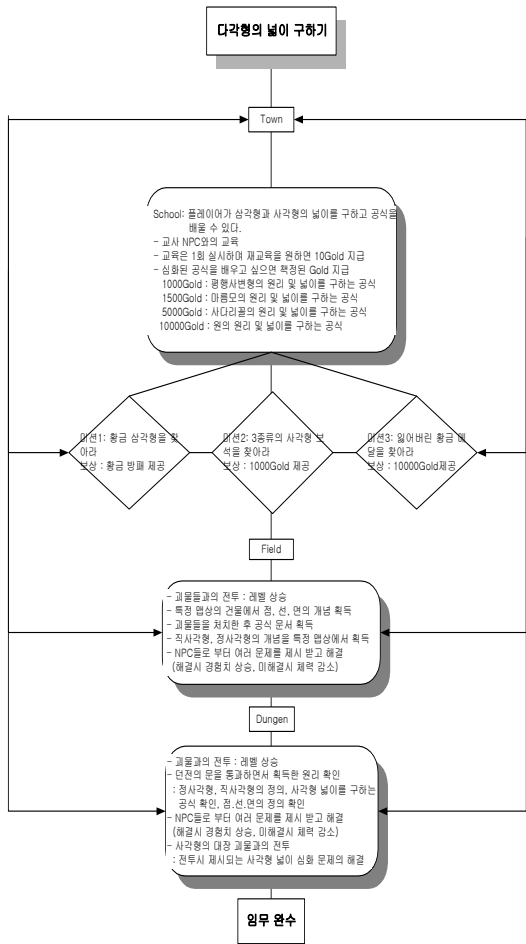 다각형의 넓이 구하기
Town
School: 플레이어가 삼각형과 사각형의 넓이를 구하고 공식을
배울 수 있다.
- 교사 NPC와의 교육
- 교육은 1회 실시하며 재교육을 원하면 10Gold 지급
- 심화된 공식을 배우고 싶으면 책정된 Gold 지급
1000Gold : 평행사변형의 원리 및 넓이를 구하는 공식
1500Gold : 마름모의 원리 및 넓이를 구하는 공식
5000Gold : 사다리꼴의 원리 및 넓이를 구하는 공식
10000Gold : 원의 원리 및 넓이를 구하는 공식
미션1: 황금 삼각형을 찾
아라
보상 : 황금 방패 제공
미션2: 3종류의 사각형 보
석을 찾아라
보상 : 1000Gold 제공
미션3: 잃어버린 황금 메
달을 찾아라
보상 : 10000Gold제공
Field
- 괴물들과의 전투 : 레벨 상승
- 특정 맵상의 건물에서 점, 선, 면의 개념 획득
- 괴물들을 처치한 후 공식 문서 획득
- 직사각형, 정사각형의 개념을 특정 맵상에서 획득
- NPC들로 부터 여러 문제를 제시 받고 해결
(해결시 경험치 상승, 미해결시 체력 감소)
Dungen
- 괴물과의 전투 : 레벨 상승
- 던전의 문을 통과하면서 획득한 원리 확인
: 정사각형, 직사각형의 정의, 사각형 넓이를 구하는
공식 확인, 점,선,면의 정의 확인
- NPC들로 부터 여러 문제를 제시 받고 해결
(해결시 경험치 상승, 미해결시 체력 감소)
- 사각형의 대장 괴물과의 전투
: 전투시 제시되는 사각형 넓이 심화 문제의 해결
임무 완수